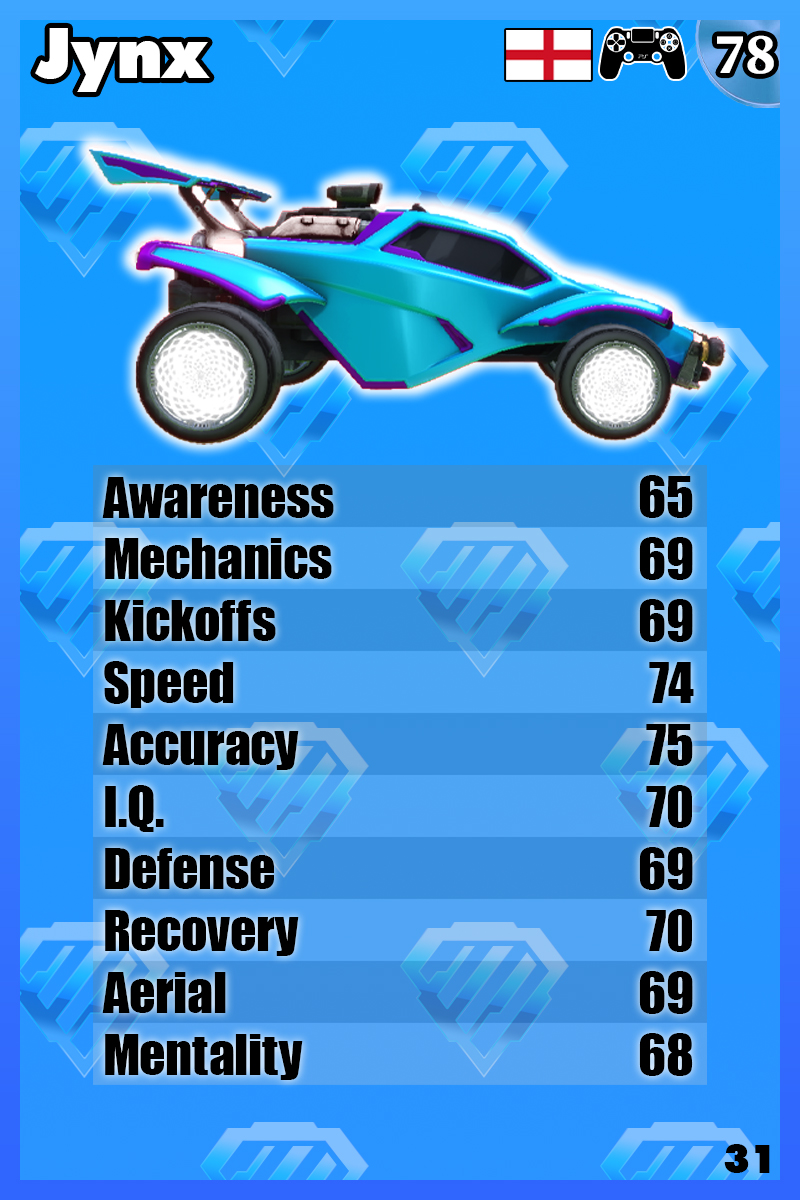 Jynx 78
Awareness 65
Mechanics 69
Kickoffs 69
Speed 74
Accuracy 75
I.Q. 70
Defense 69
Recovery 70
Aerial 69
Mentality 68
31